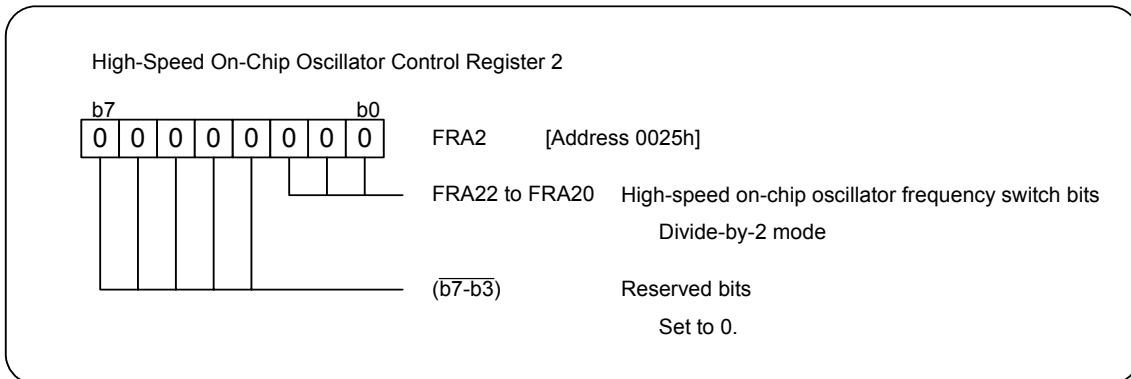 High-Speed On-Chip Oscillator Control Register 2
b7 b0
0 0 0 0 0 0 0 0 FRA2 [Address 0025h]
FRA22 to FRA20 High-speed on-chip oscillator frequency switch bits
Divide-by-2 mode
(b7-b3) Reserved bits
Set to 0.